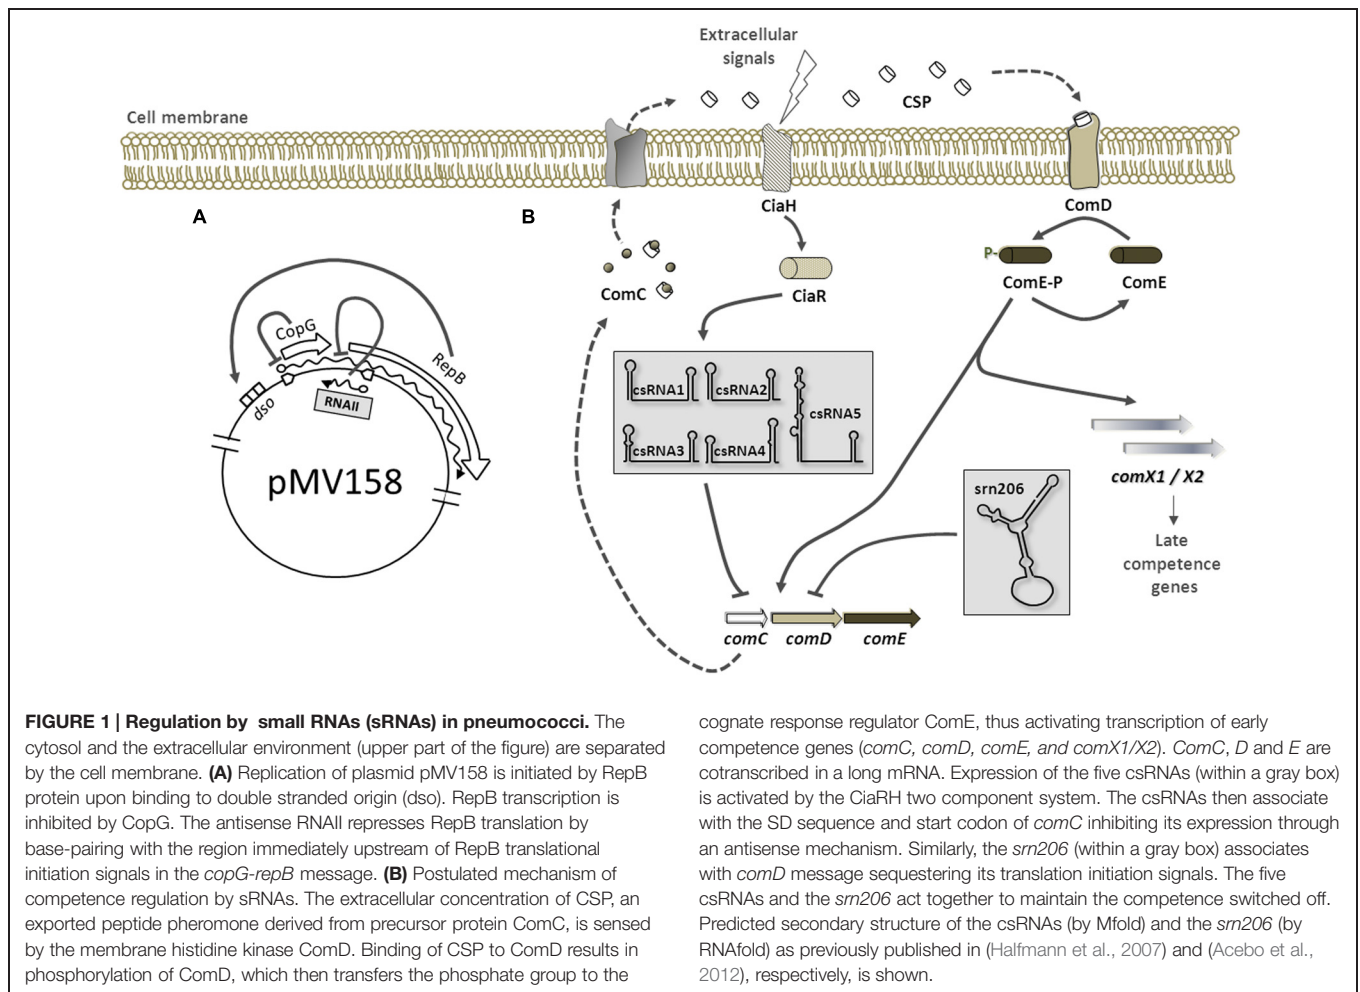 Extracellular
signals
CSP
Cell membrane
A
B
CiaH
ComD
P-
ComC
CiaR
ComE-P
ComE
CopG
RepB
dso
RNAII
pMV158
csRNA1
csRNA2
csRNA5
csRNA3
csRNA4
srn206
comX1 / X2
Late
competence
genes
comC
comD
comE
FIGURE 1 | Regulation by small RNAs (sRNAs) in pneumococci. The
cytosol and the extracellular environment (upper part of the figure) are separated
by the cell membrane. (A) Replication of plasmid pMV158 is initiated by RepB
protein upon binding to double stranded origin (dso). RepB transcription is
inhibited by CopG. The antisense RNAII represses RepB translation by
base-pairing with the region immediately upstream of RepB translational
initiation signals in the copG-repB message. (B) Postulated mechanism of
competence regulation by sRNAs. The extracellular concentration of CSP, an
exported peptide pheromone derived from precursor protein ComC, is sensed
by the membrane histidine kinase ComD. Binding of CSP to ComD results in
phosphorylation of ComD, which then transfers the phosphate group to the
cognate response regulator ComE, thus activating transcription of early
competence genes (comC, comD, comE, and comX1/X2). ComC, D and E are
cotranscribed in a long mRNA. Expression of the five csRNAs (within a gray box)
is activated by the CiaRH two component system. The csRNAs then associate
with the SD sequence and start codon of comC inhibiting its expression through
an antisense mechanism. Similarly, the srn206 (within a gray box) associates
with comD message sequestering its translation initiation signals. The five
csRNAs and the srn206 act together to maintain the competence switched off.
Predicted secondary structure of the csRNAs (by Mfold) and the srn206 (by
RNAfold) as previously published in (Halfmann et al., 2007) and (Acebo et al.,
2012), respectively, is shown.